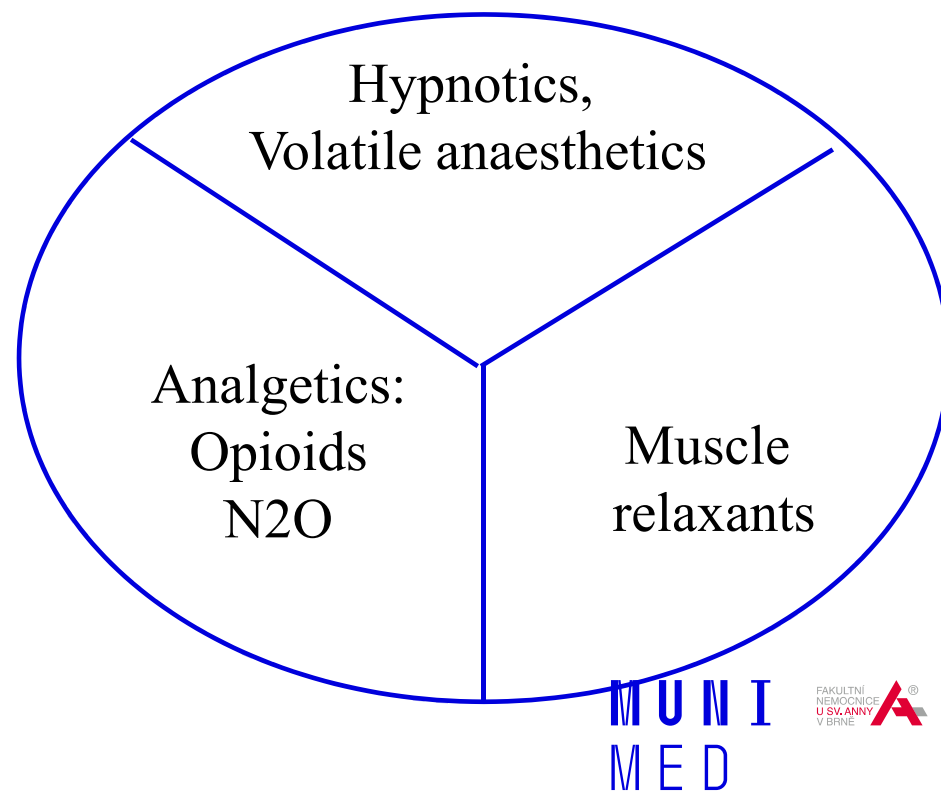 Hypnotics,
Volatile anaesthetics
Analgetics:
Opioids
N2O
Muscle
relaxants
MUNI
MED
FAKULTNÍ
NEMOCNICE
U SV. ANNY
V BRNĚ
®